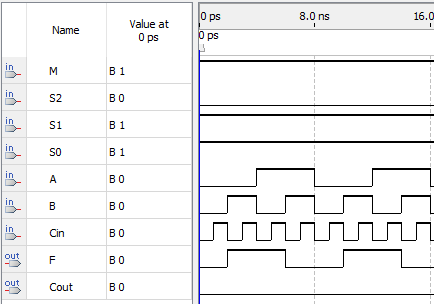 Name
Value at
0 ps
0 ps
8.0 ns
16.0
0 ps
in
M
B 1
in
S2
B 0
in
S1
B 1
in
S0
B 1
in
A
B 0
in
B
B 0
in
Cin
B 0
out
F
B 0
out
Cout
B 0